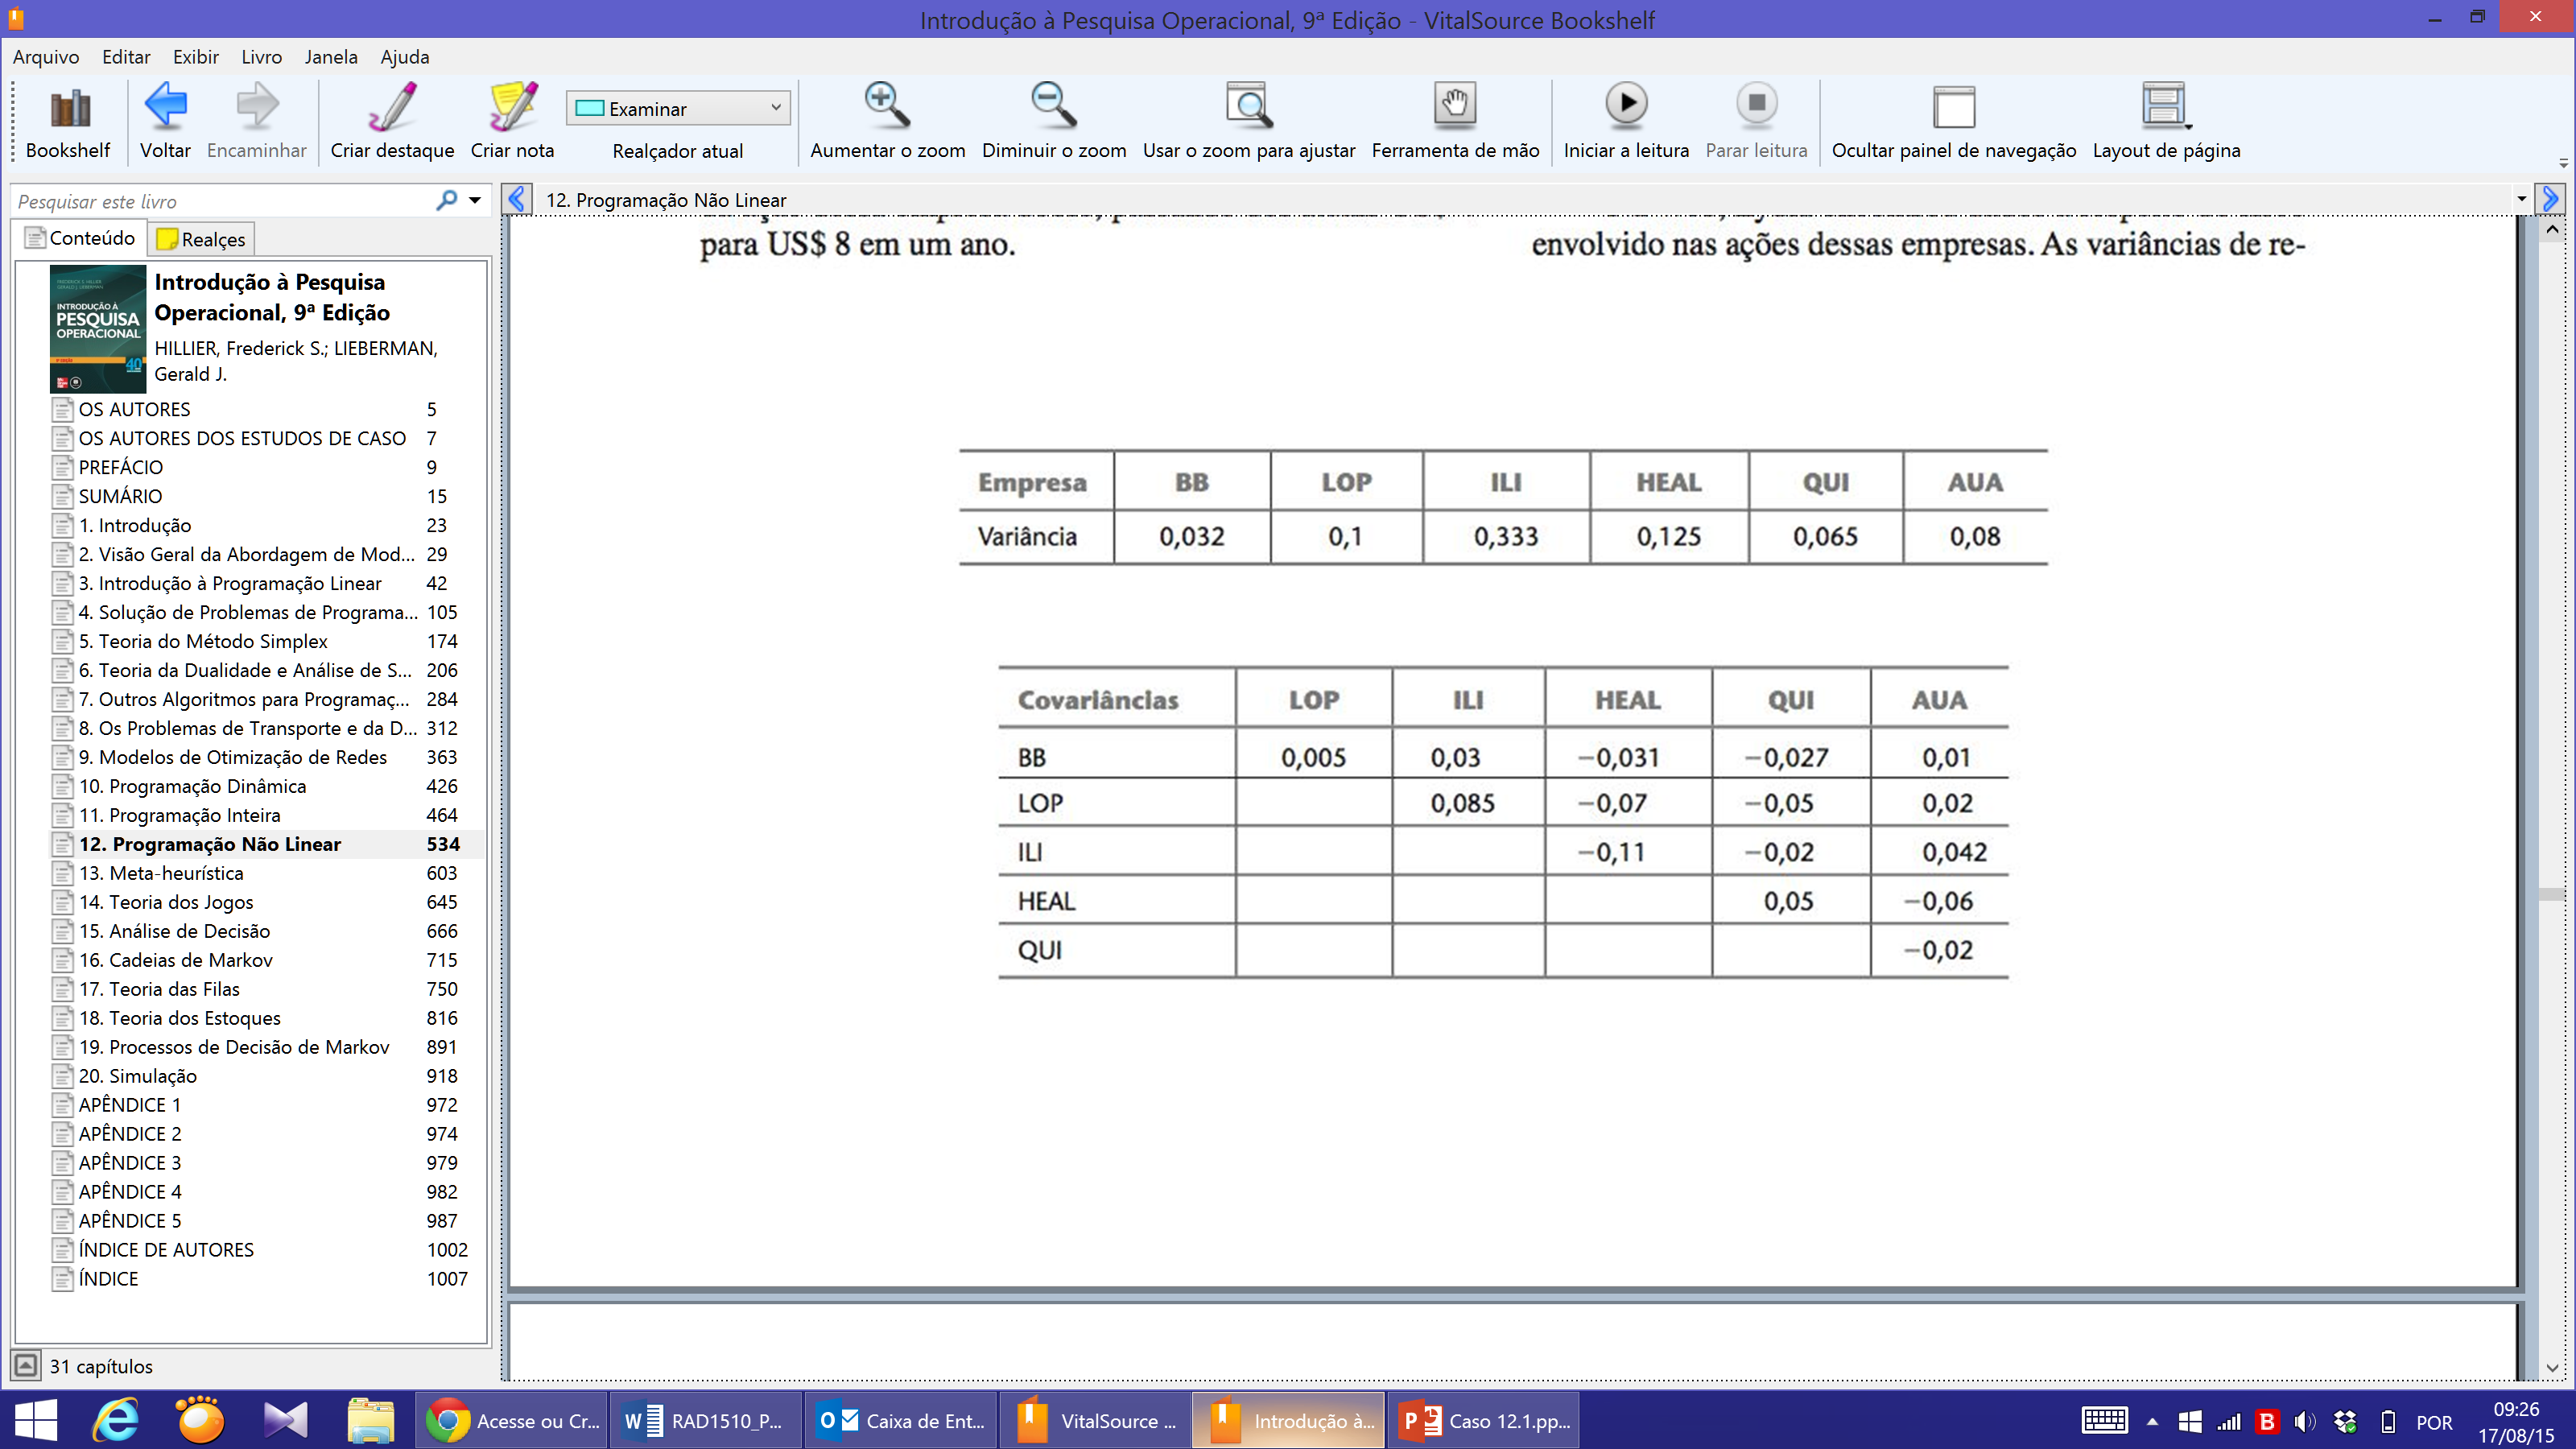 Introdução à Pesquisa Operacional, 9ª Edição - VitalSource Bookshelf
Arquivo Editar Exibir Livro Janela Ajuda
Examinar
Bookshelf Voltar Encaminhar Criar destaque Criar nota Realçador atual Aumentar o zoom Diminuir o zoom Usar o zoom para ajustar Ferramenta de mão Iniciar a leitura Parar leitura Ocultar painel de navegação Layout de página
Pesquisar este livro
Conteúdo Realces
Introdução à Pesquisa
Operacional, 9ª Edição
HILLIER, Frederick S.; LIEBERMAN,
Gerald J.
INTRODUÇÃO À
PESQUISA
OPERACIONAL
OS AUTORES 5
OS AUTORES DOS ESTUDOS DE CASO 7
PREFÁCIO 9
SUMÁRIO 15
1. Introdução 23
2. Visão Geral da Abordagem de Mod... 29
3. Introdução à Programação Linear 42
4. Solução de Problemas de Programa... 105
5. Teoria do Método Simplex 174
6. Teoria da Dualidade e Análise de S... 206
7. Outros Algoritmos para Programaç... 284
8. Os Problemas de Transporte e da D... 312
9. Modelos de Otimização de Redes 363
10. Programação Dinâmica 426
11. Programação Inteira 464
12. Programação Não Linear 534
13. Meta-heurística 603
14. Teoria dos Jogos 645
15. Análise de Decisão 666
16. Cadeias de Markov 715
17. Teoria das Filas 750
18. Teoria dos Estoques 816
19. Processos de Decisão de Markov 891
20. Simulação 918
APÊNDICE 1 972
APÊNDICE 2 974
APÊNDICE 3 979
APÊNDICE 4 982
APÊNDICE 5 987
ÍNDICE DE AUTORES 1002
ÍNDICE 1007
31 capítulos
12. Programação Não Linear
para US$ 8 em um ano.
envolvido nas ações dessas empresas. As variâncias de re-
Empresa BB LOP ILI HEAL QUI AUA
Variância 0,032 0,1 0,333 0,125 0,065 0,08
Covariâncias LOP ILI HEAL QUI AUA
BB 0,005 0,03 −0,031 −0,027 0,01
LOP 0,085 −0,07 −0,05 0,02
ILI −0,11 −0,02 0,042
HEAL 0,05 −0,06
QUI −0,02
Acesse ou Cr... RAD1510_P... Caixa de Ent... VitalSource ... Introdução à... Caso 12.1.pp... POR
09:26
17/08/15